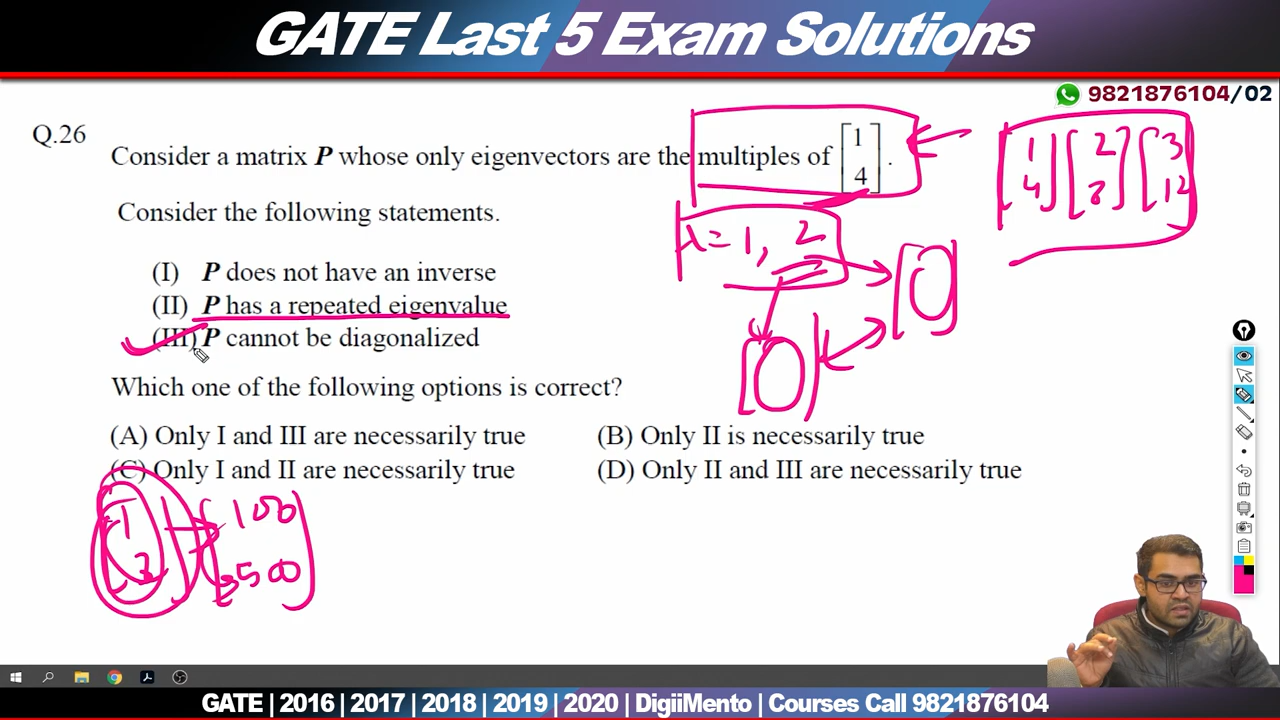 GATE Last 5 Exam Solutions
9821876104/02
Q.26
Consider a matrix P whose only eigenvectors are the multiples of [1 4].
[1 4] [2 8] [3 12]
Consider the following statements.
λ = 1, 2
(I) P does not have an inverse
(II) P has a repeated eigenvalue
(III) P cannot be diagonalized
Which one of the following options is correct?
(A) Only I and III are necessarily true
(B) Only II is necessarily true
(C) Only I and II are necessarily true
(D) Only II and III are necessarily true
GATE | 2016 | 2017 | 2018 | 2019 | 2020 | DigiiMento | Courses Call 9821876104